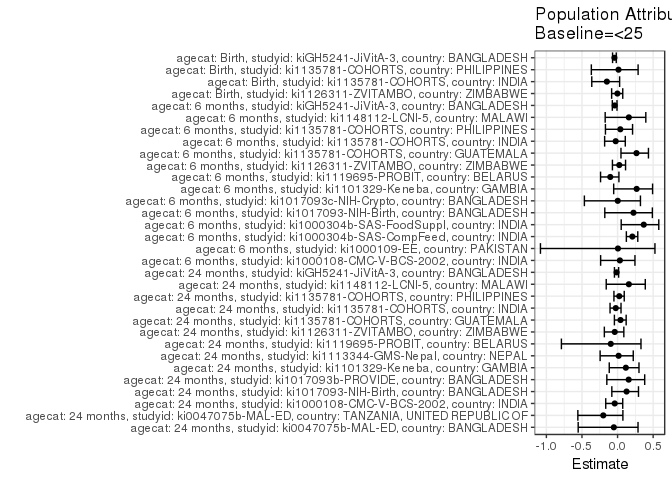 Population Attribu
Baseline=<25
agecat: Birth, studyid: kiGH5241-JiVitA-3, country: BANGLADESH
agecat: Birth, studyid: ki1135781-COHORTS, country: PHILIPPINES
agecat: Birth, studyid: ki1135781-COHORTS, country: INDIA
agecat: Birth, studyid: ki1126311-ZVITAMBO, country: ZIMBABWE
agecat: 6 months, studyid: kiGH5241-JiVitA-3, country: BANGLADESH
agecat: 6 months, studyid: ki1148112-LCNI-5, country: MALAWI
agecat: 6 months, studyid: ki1135781-COHORTS, country: PHILIPPINES
agecat: 6 months, studyid: ki1135781-COHORTS, country: INDIA
agecat: 6 months, studyid: ki1135781-COHORTS, country: GUATEMALA
agecat: 6 months, studyid: ki1126311-ZVITAMBO, country: ZIMBABWE
agecat: 6 months, studyid: ki1119695-PROBIT, country: BELARUS
agecat: 6 months, studyid: ki1101329-Keneba, country: GAMBIA
agecat: 6 months, studyid: ki1017093c-NIH-Crypto, country: BANGLADESH
agecat: 6 months, studyid: ki1017093-NIH-Birth, country: BANGLADESH
agecat: 6 months, studyid: ki1000304b-SAS-FoodSuppl, country: INDIA
agecat: 6 months, studyid: ki1000304b-SAS-CompFeed, country: INDIA
agecat: 6 months, studyid: ki1000109-EE, country: PAKISTAN
agecat: 6 months, studyid: ki1000108-CMC-V-BCS-2002, country: INDIA
agecat: 24 months, studyid: kiGH5241-JiVitA-3, country: BANGLADESH
agecat: 24 months, studyid: ki1148112-LCNI-5, country: MALAWI
agecat: 24 months, studyid: ki1135781-COHORTS, country: PHILIPPINES
agecat: 24 months, studyid: ki1135781-COHORTS, country: INDIA
agecat: 24 months, studyid: ki1135781-COHORTS, country: GUATEMALA
agecat: 24 months, studyid: ki1126311-ZVITAMBO, country: ZIMBABWE
agecat: 24 months, studyid: ki1119695-PROBIT, country: BELARUS
agecat: 24 months, studyid: ki1113344-GMS-Nepal, country: NEPAL
agecat: 24 months, studyid: ki1101329-Keneba, country: GAMBIA
agecat: 24 months, studyid: ki1017093b-PROVIDE, country: BANGLADESH
agecat: 24 months, studyid: ki1017093-NIH-Birth, country: BANGLADESH
agecat: 24 months, studyid: ki1000108-CMC-V-BCS-2002, country: INDIA
agecat: 24 months, studyid: ki0047075b-MAL-ED, country: TANZANIA, UNITED REPUBLIC OF
agecat: 24 months, studyid: ki0047075b-MAL-ED, country: BANGLADESH
-1.0 -0.5 0.0 0.5
Estimate